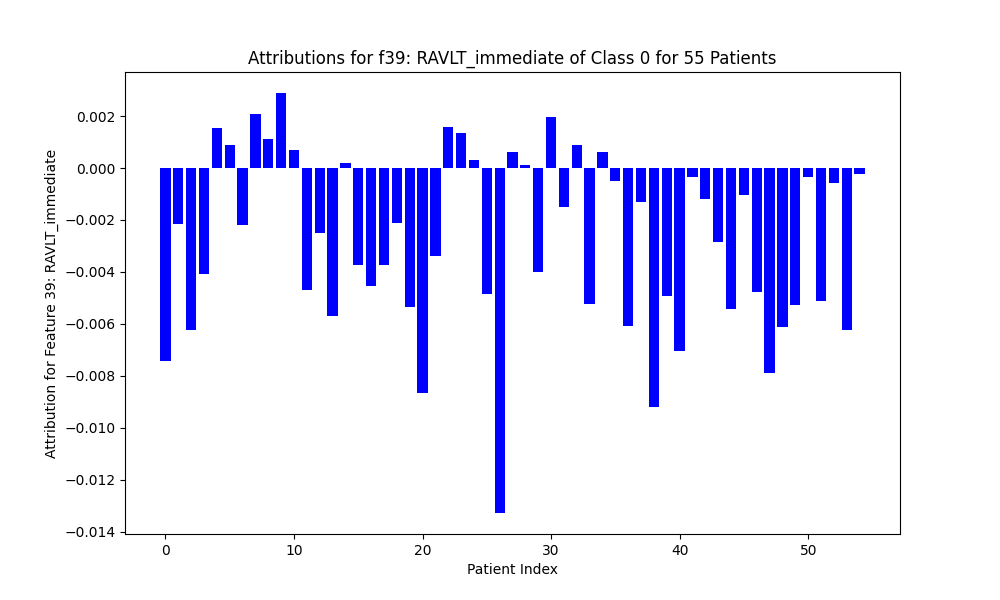 Attributions for f39: RAVLT_immediate of Class 0 for 55 Patients
Attribution for Feature 39: RAVLT_immediate
0.002
0.000
−0.002
−0.004
−0.006
−0.008
−0.010
−0.012
−0.014
0 10 20 30 40 50
Patient Index